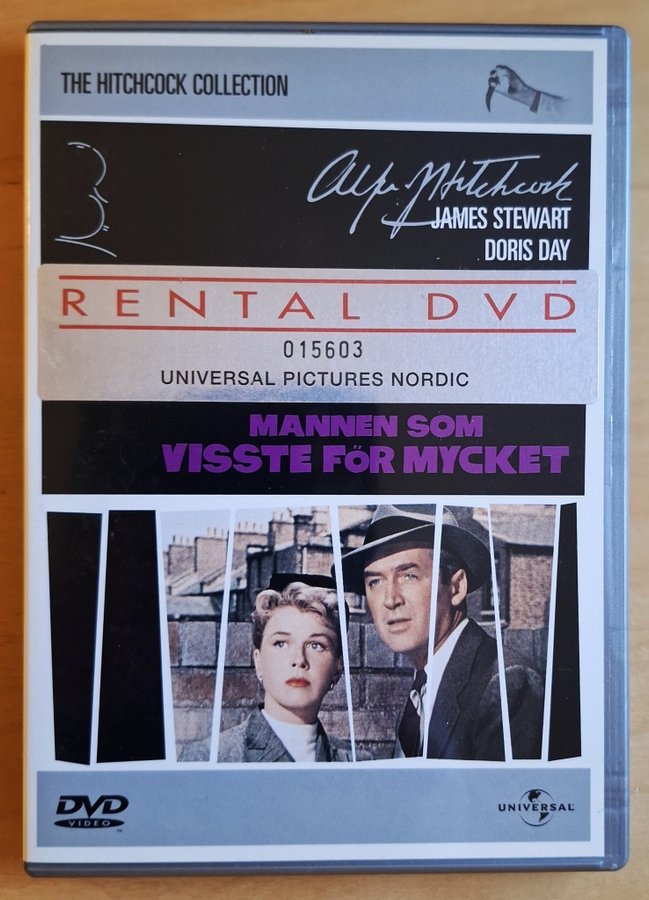 THE HITCHCOCK COLLECTION
Alfred Hitchcock
JAMES STEWART
DORIS DAY
RENTAL DVD
015603
UNIVERSAL PICTURES NORDIC
MANNEN SOM
VISSTE FÖR MYCKET
DVD
VIDEO
UNIVERSAL